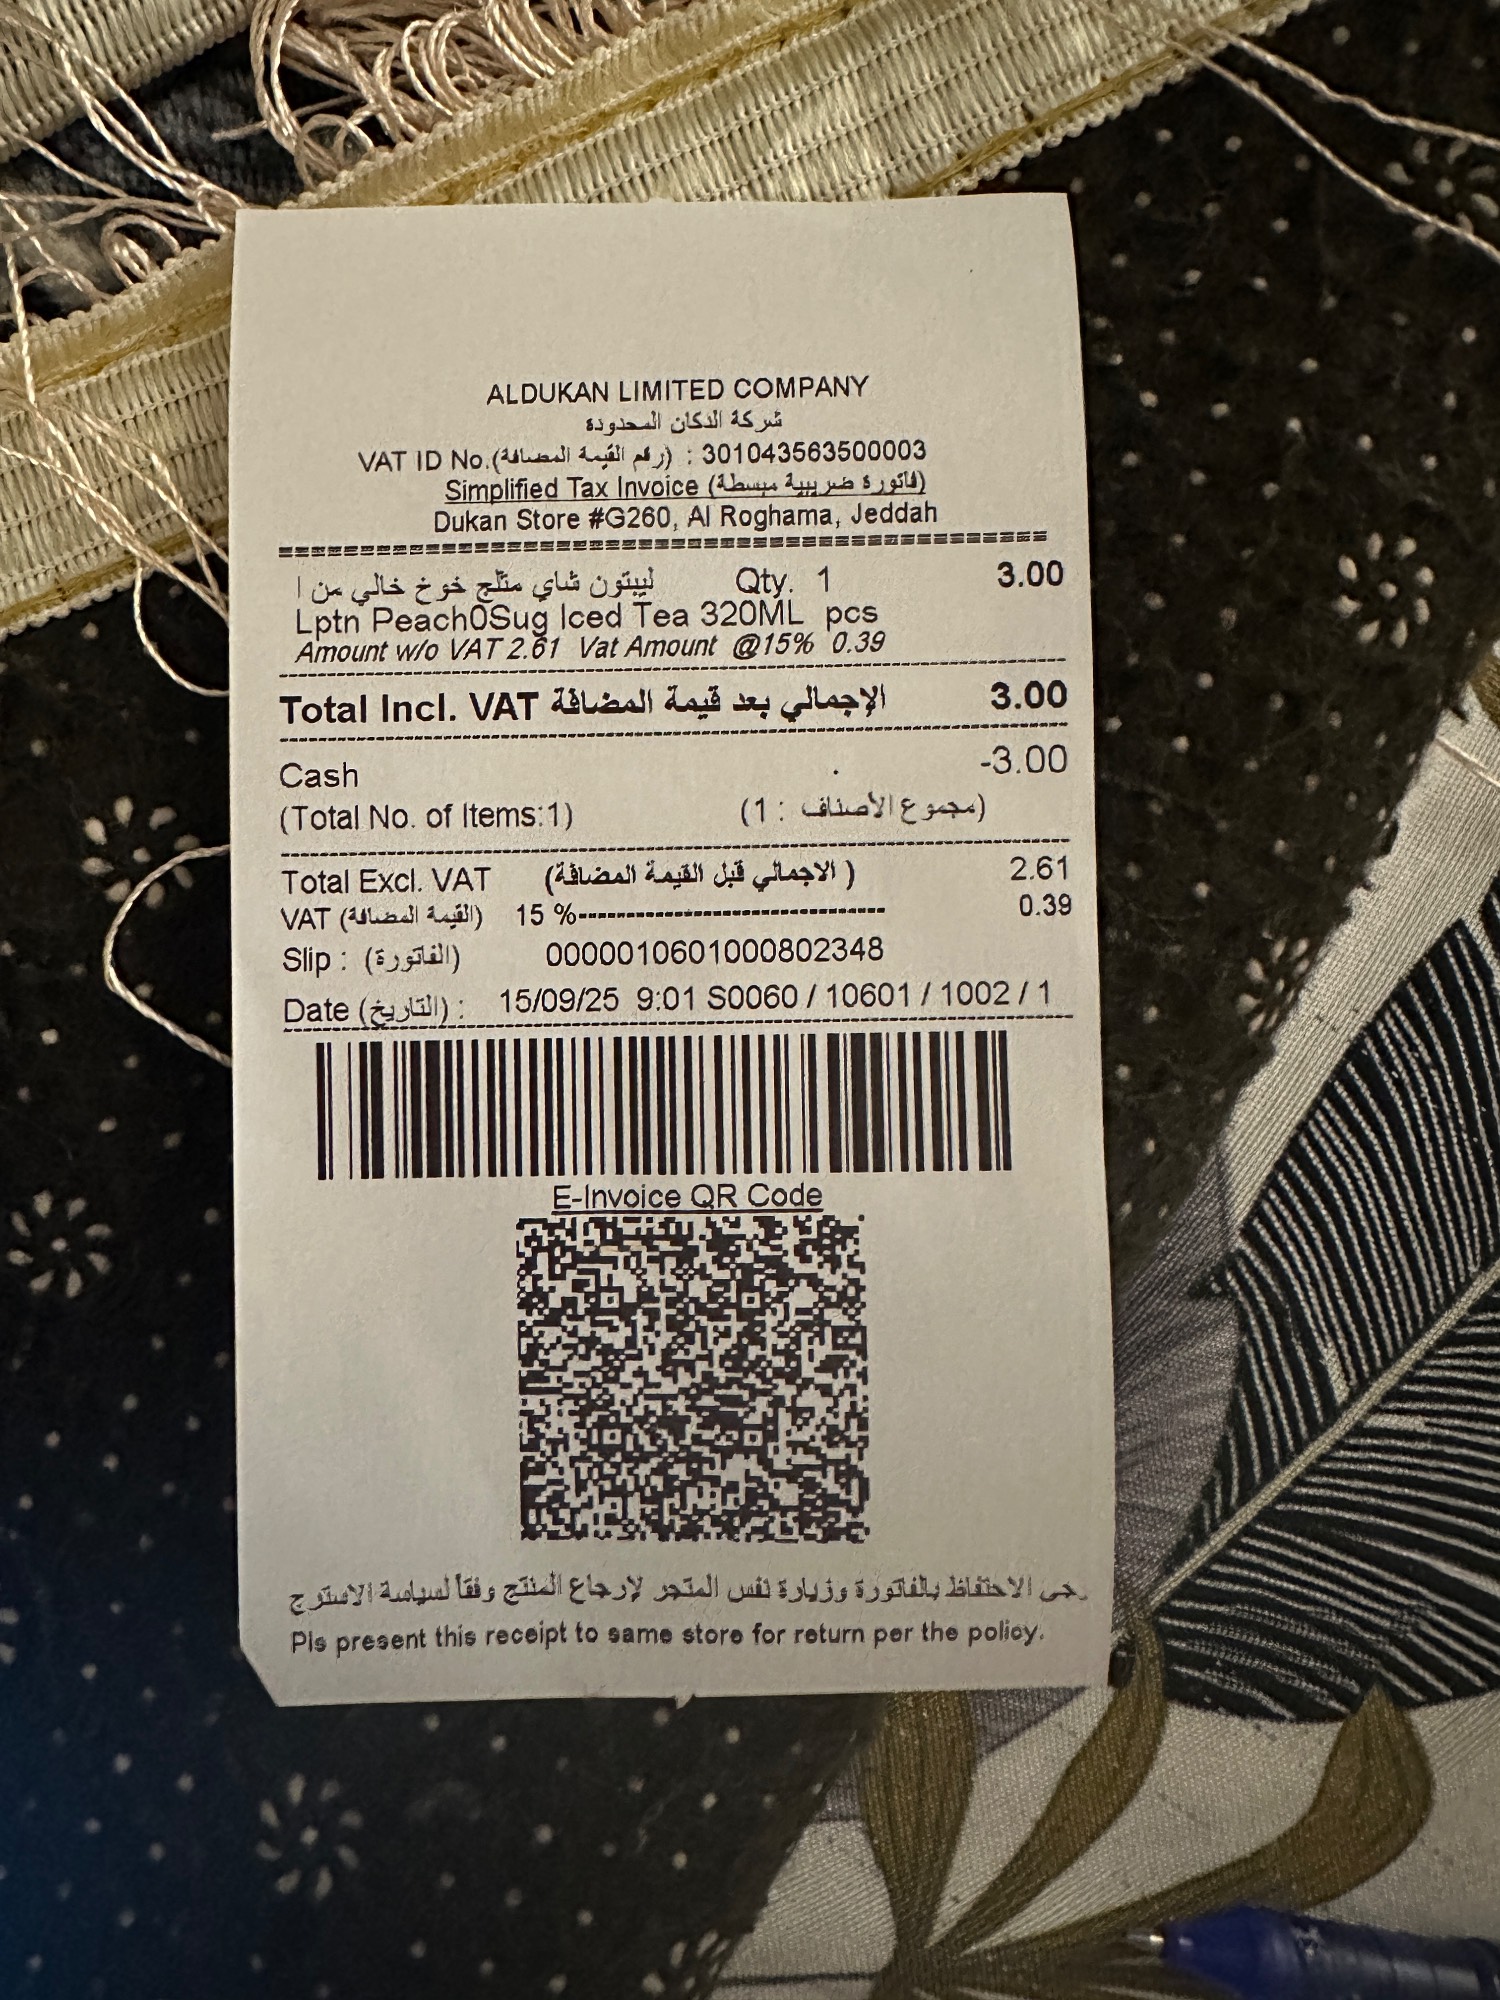 ALDUKAN LIMITED COMPANY
شركة الدكان المحدودة
VAT ID No.(رقم القيمة المضافة) : 301043563500003
Simplified Tax Invoice (فاتورة ضريبية مبسطة)
Dukan Store #G260, Al Roghama, Jeddah
ليبتون شاي مثلج خوخ خالي من ا Qty. 1 3.00
Lptn Peach0Sug Iced Tea 320ML pcs
Amount w/o VAT 2.61 Vat Amount @15% 0.39
Total Incl. VAT الإجمالي بعد قيمة المضافة 3.00
Cash -3.00
(Total No. of Items:1) (مجموع الأصناف : 1)
Total Excl. VAT (الاجمالي قبل القيمة المضافة ) 2.61
VAT (القيمة المضافة) 15 %------------------------------- 0.39
Slip : (الفاتورة) 0000010601000802348
Date (التاريخ) : 15/09/25 9:01 S0060 / 10601 / 1002 / 1
E-Invoice QR Code
رجى الاحتفاظ بالفاتورة وزيارة نفس المتجر لإرجاع المنتج وفقاً لسياسة الاسترج
Pls present this receipt to same store for return per the policy.